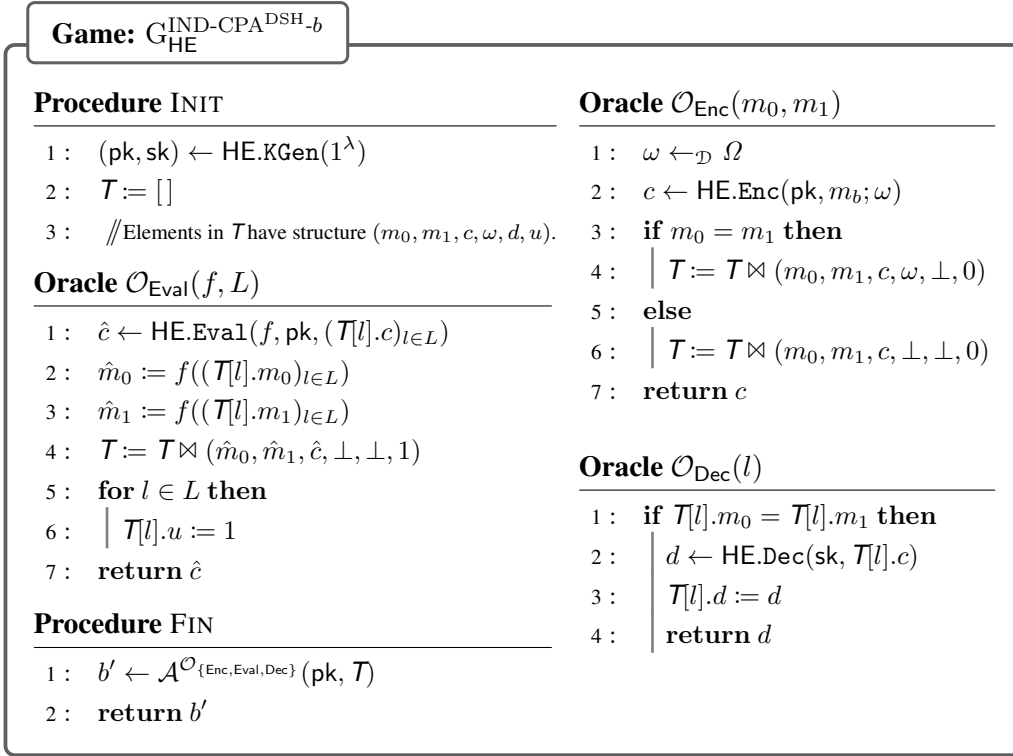 Game: G_HE^{IND-CPA^{DSH}-b}
Procedure INIT
1 : (pk, sk) ← HE.KGen(1^λ)
2 : T := [ ]
3 : //Elements in T have structure (m_0, m_1, c, ω, d, u).
Oracle O_Eval(f, L)
1 : ĉ ← HE.Eval(f, pk, (T[l].c)_{l∈L})
2 : m̂_0 := f((T[l].m_0)_{l∈L})
3 : m̂_1 := f((T[l].m_1)_{l∈L})
4 : T := T ⋈ (m̂_0, m̂_1, ĉ, ⊥, ⊥, 1)
5 : for l ∈ L then
6 : T[l].u := 1
7 : return ĉ
Procedure FIN
1 : b′ ← A^{O_{Enc,Eval,Dec}}(pk, T)
2 : return b′
Oracle O_Enc(m_0, m_1)
1 : ω ←_D Ω
2 : c ← HE.Enc(pk, m_b; ω)
3 : if m_0 = m_1 then
4 : T := T ⋈ (m_0, m_1, c, ω, ⊥, 0)
5 : else
6 : T := T ⋈ (m_0, m_1, c, ⊥, ⊥, 0)
7 : return c
Oracle O_Dec(l)
1 : if T[l].m_0 = T[l].m_1 then
2 : d ← HE.Dec(sk, T[l].c)
3 : T[l].d := d
4 : return d